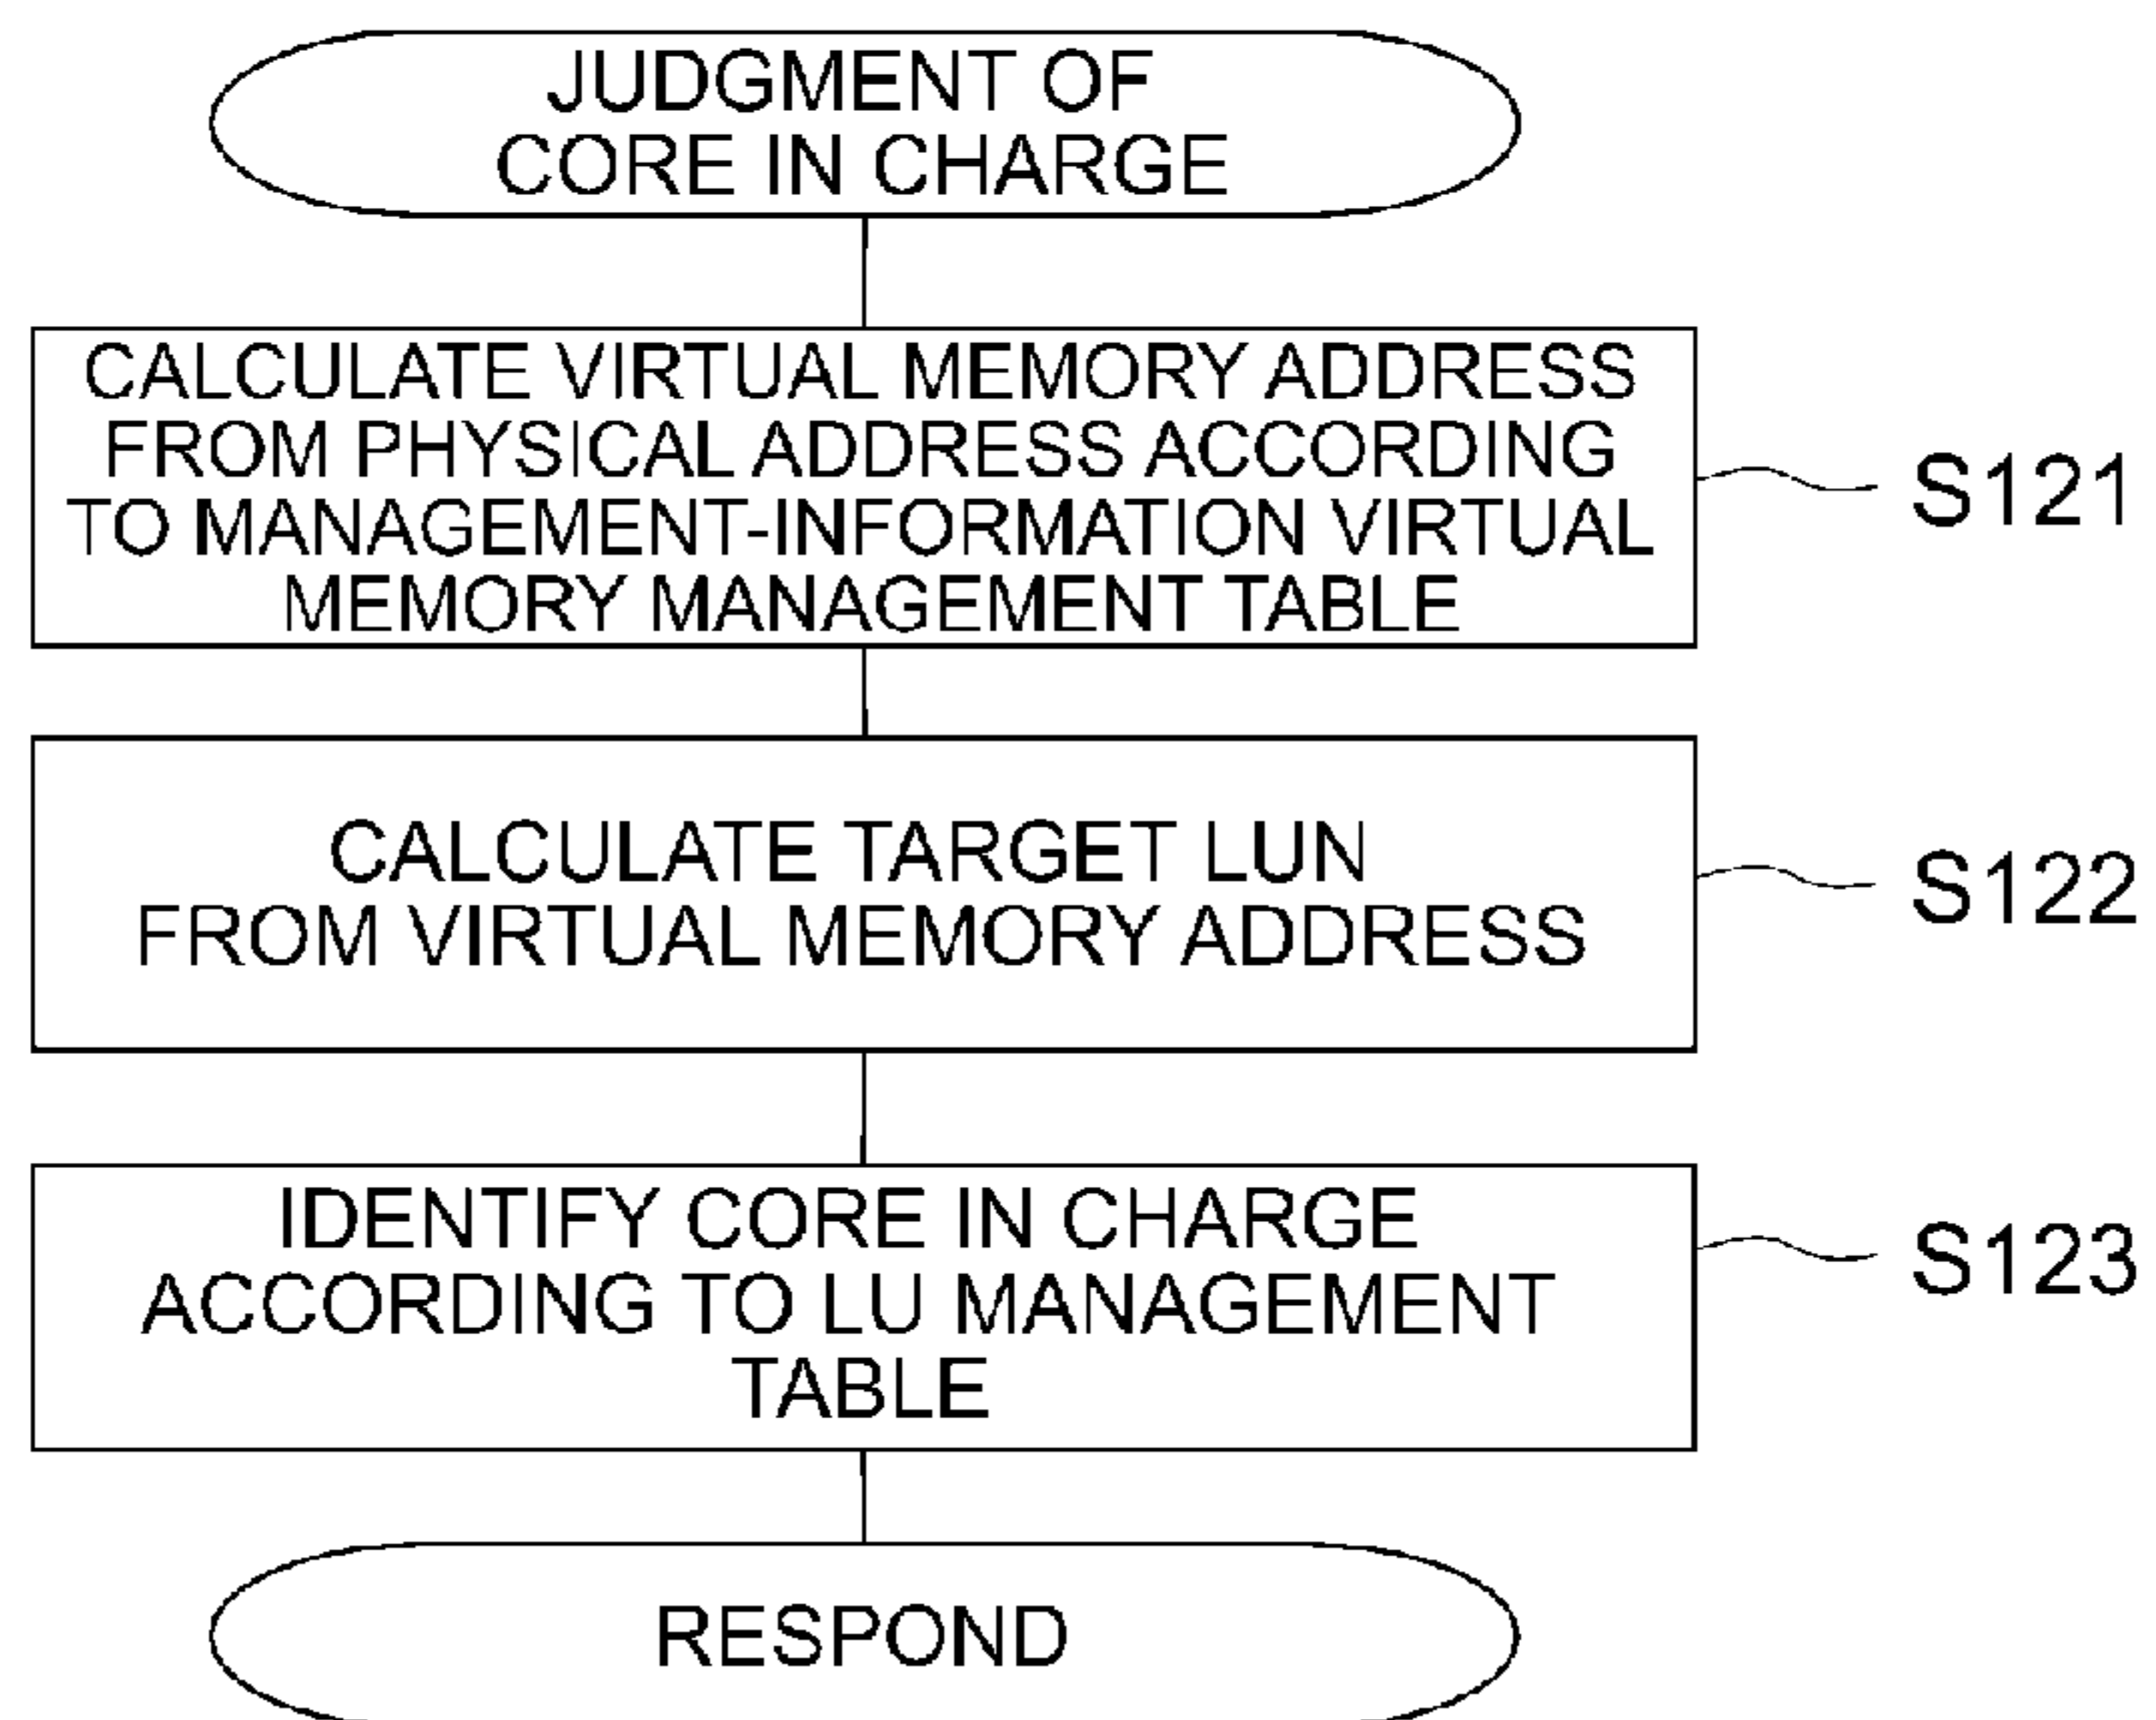 JUDGMENT OF
CORE IN CHARGE
CALCULATE VIRTUAL MEMORY ADDRESS
FROM PHYSICAL ADDRESS ACCORDING
TO MANAGEMENT-INFORMATION VIRTUAL
MEMORY MANAGEMENT TABLE
S121
CALCULATE TARGET LUN
FROM VIRTUAL MEMORY ADDRESS
S122
IDENTIFY CORE IN CHARGE
ACCORDING TO LU MANAGEMENT
TABLE
S123
RESPOND